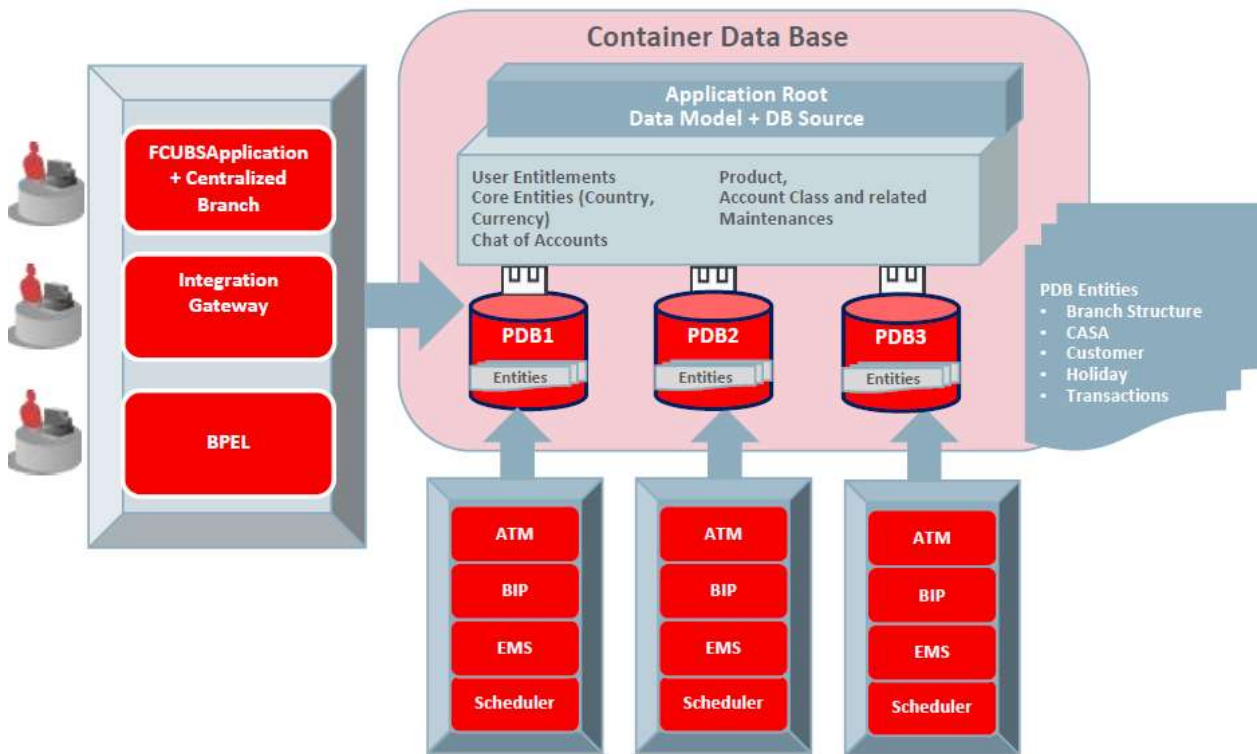 Container Data Base
Application Root
Data Model + DB Source
User Entitlements
Core Entities (Country,
Currency)
Chat of Accounts
Product,
Account Class and related
Maintenances
FCUBSApplication
+ Centralized
Branch
Integration
Gateway
BPEL
PDB1
Entities
PDB2
Entities
PDB3
Entities
PDB Entities
• Branch Structure
• CASA
• Customer
• Holiday
• Transactions
ATM
BIP
EMS
Scheduler
ATM
BIP
EMS
Scheduler
ATM
BIP
EMS
Scheduler